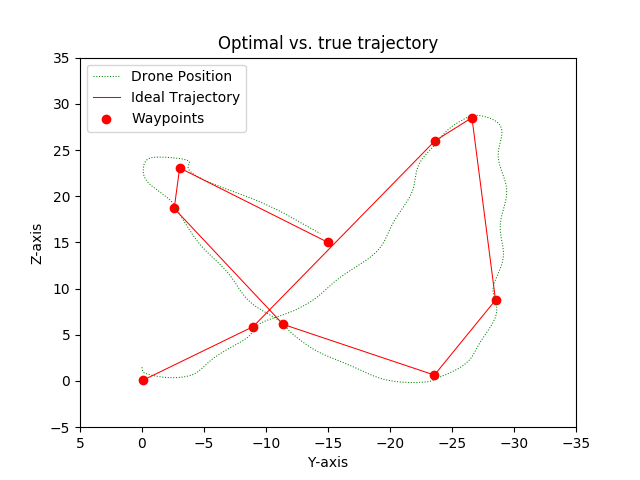 Optimal vs. true trajectory
Drone Position
Ideal Trajectory
Waypoints
35
30
25
20
15
10
5
0
−5
Z-axis
5 0 −5 −10 −15 −20 −25 −30 −35
Y-axis